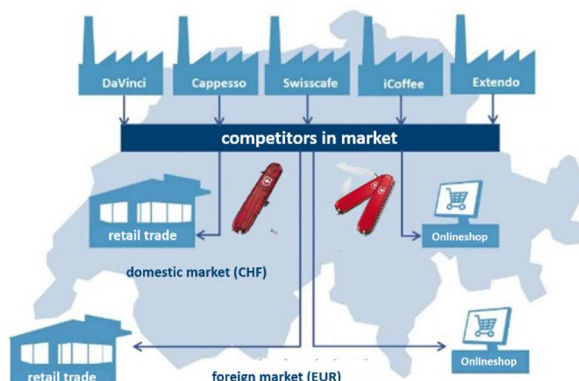 DaVinci
Cappesso
Swisscafe
iCoffee
Extendo
competitors in market
retail trade
Onlineshop
domestic market (CHF)
retail trade
foreign market (EUR)
Onlineshop